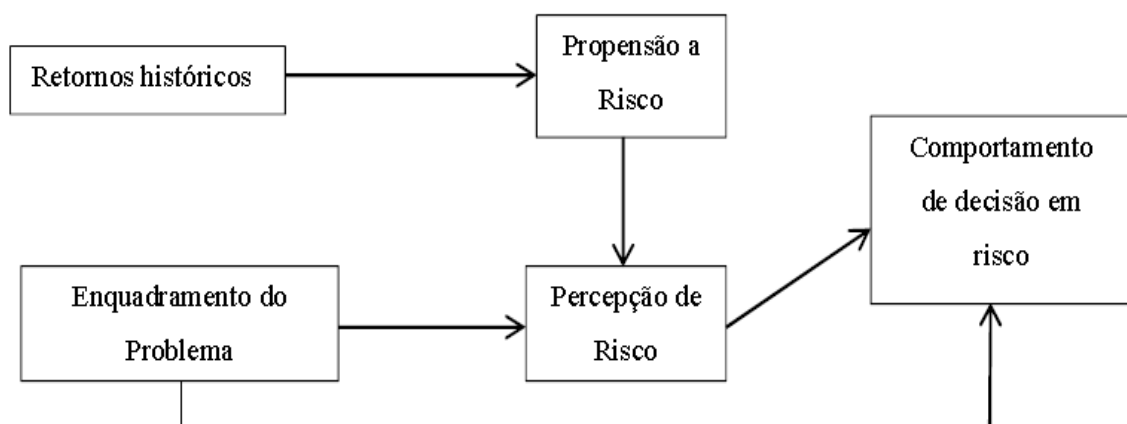 Retornos históricos
Propensão a
Risco
Comportamento
de decisão em
risco
Enquadramento do
Problema
Percepção de
Risco